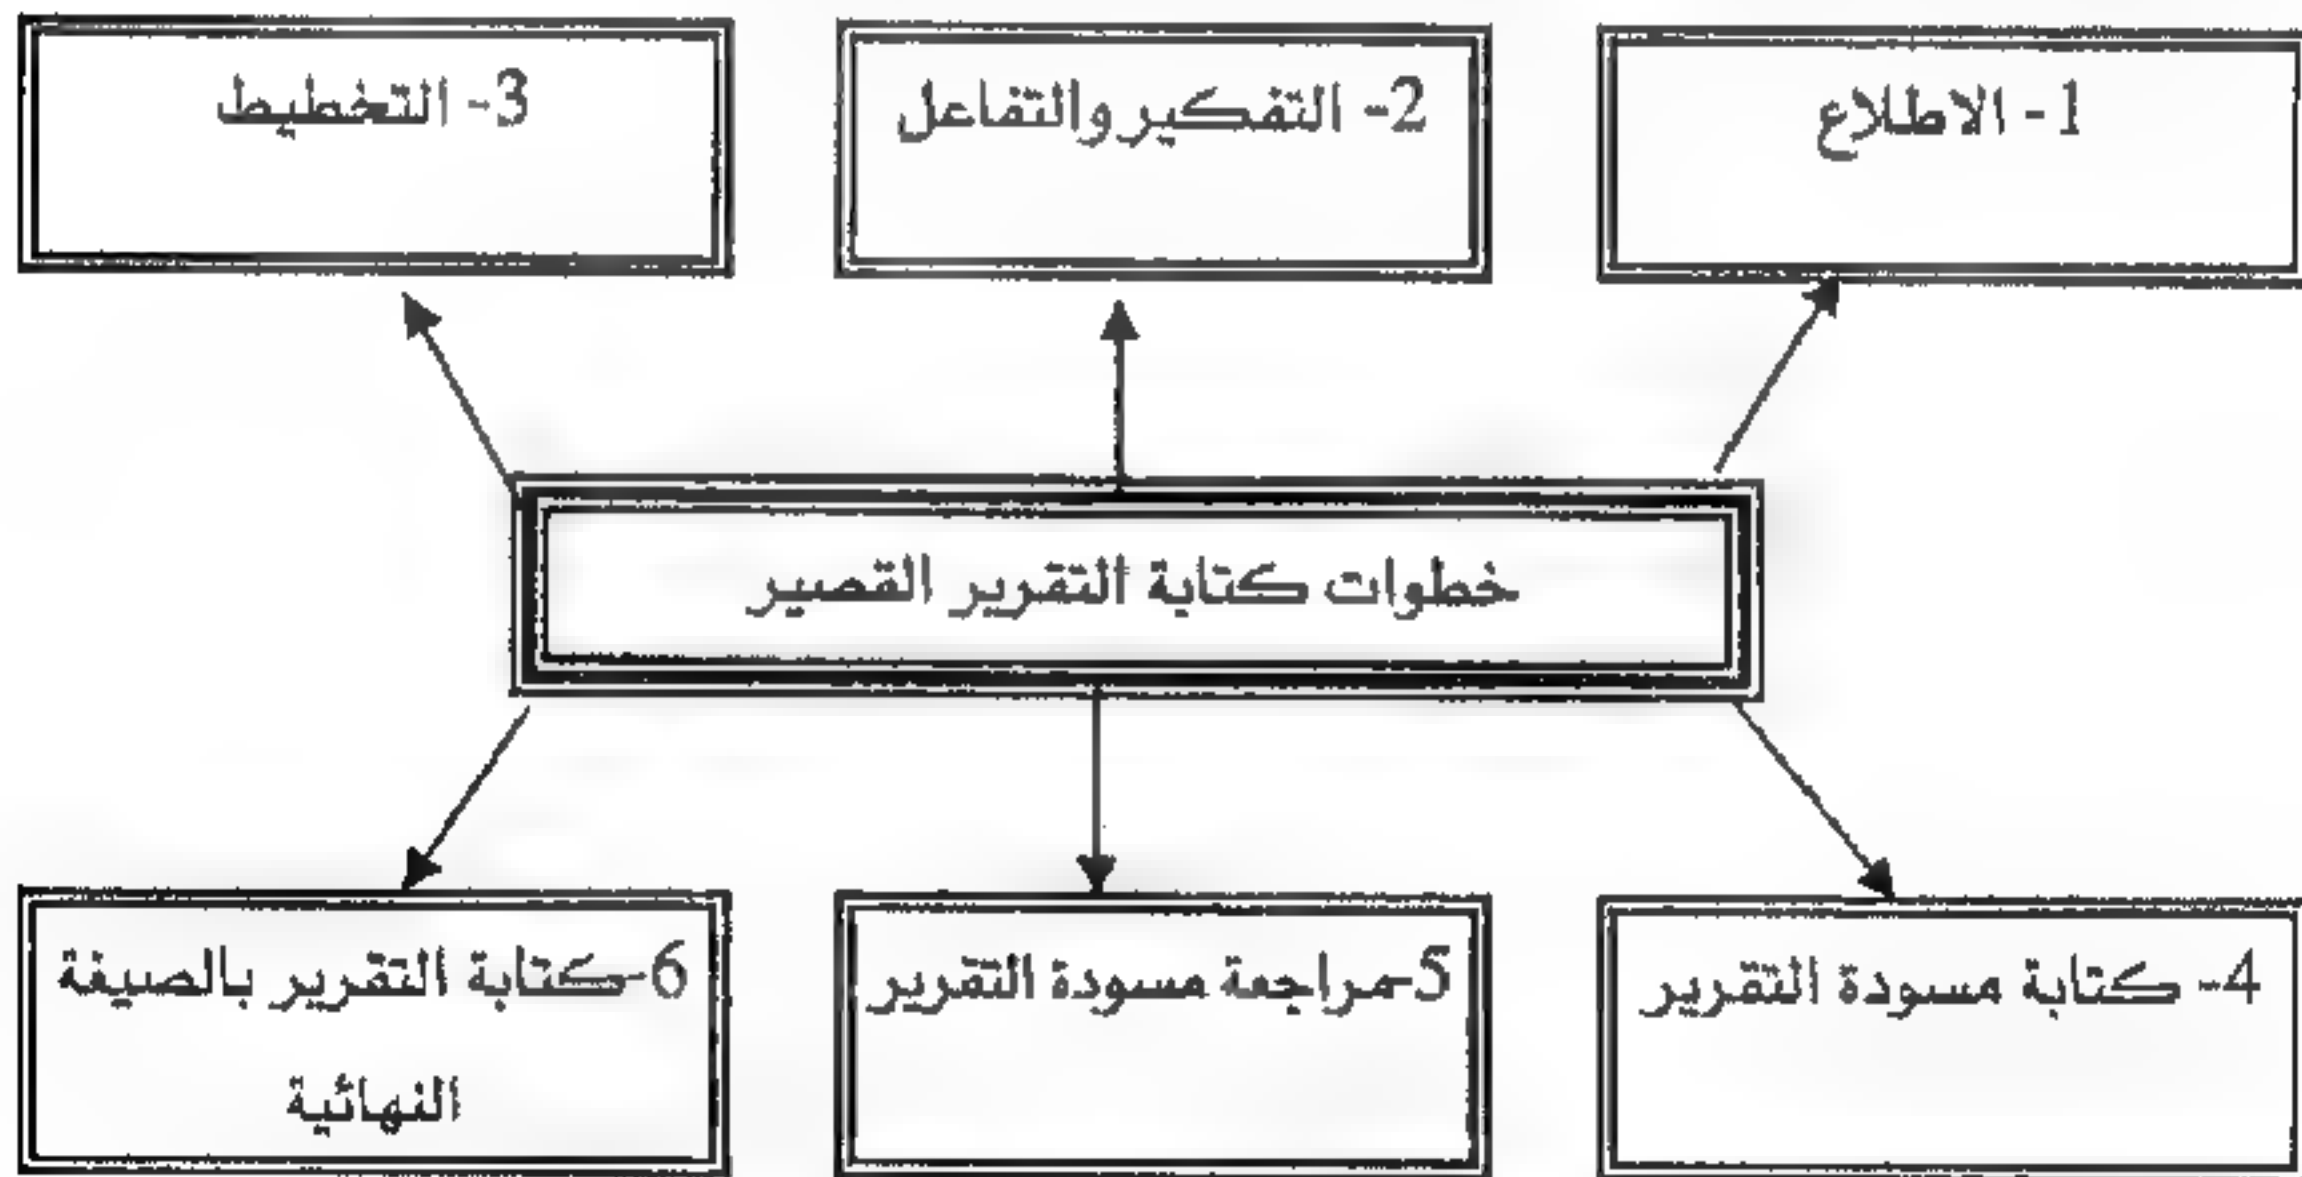 1- الاطلاع
2- التفكير والتفاعل
3- التخطيط
خطوات كتابة التقرير القصير
4- كتابة مسودة التقرير
5-مراجعة مسودة التقرير
6-كتابة التقرير بالصيغة
النهائية